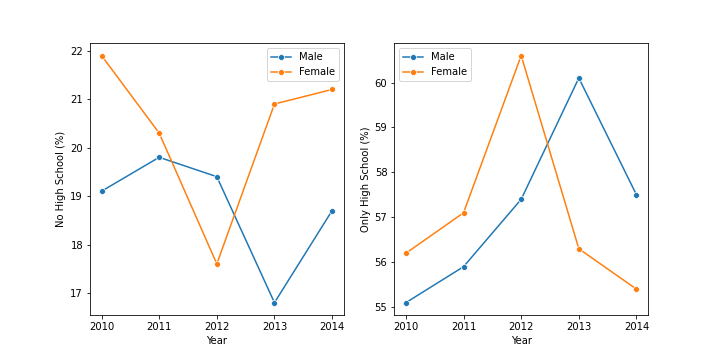 22
21
20
19
18
17
No High School (%)
2010 2011 2012 2013 2014
Year
Male
Female
60
59
58
57
56
55
Only High School (%)
2010 2011 2012 2013 2014
Year
Male
Female